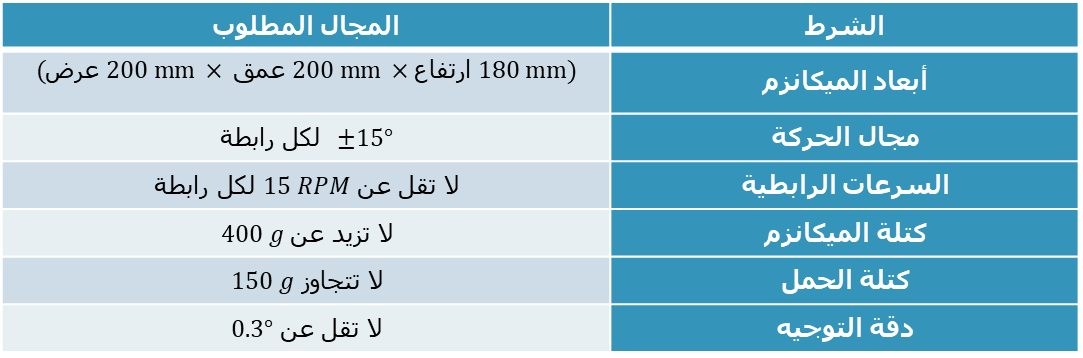 الشرط المجال المطلوب
أبعاد الميكانزم (180 mm ارتفاع × 200 mm عمق × 200 mm عرض)
مجال الحركة ±15° لكل رابطة
السرعات الرابطية لا تقل عن 15 RPM لكل رابطة
كتلة الميكانزم لا تزيد عن 400 g
كتلة الحمل لا تتجاوز 150 g
دقة التوجيه لا تقل عن 0.3°